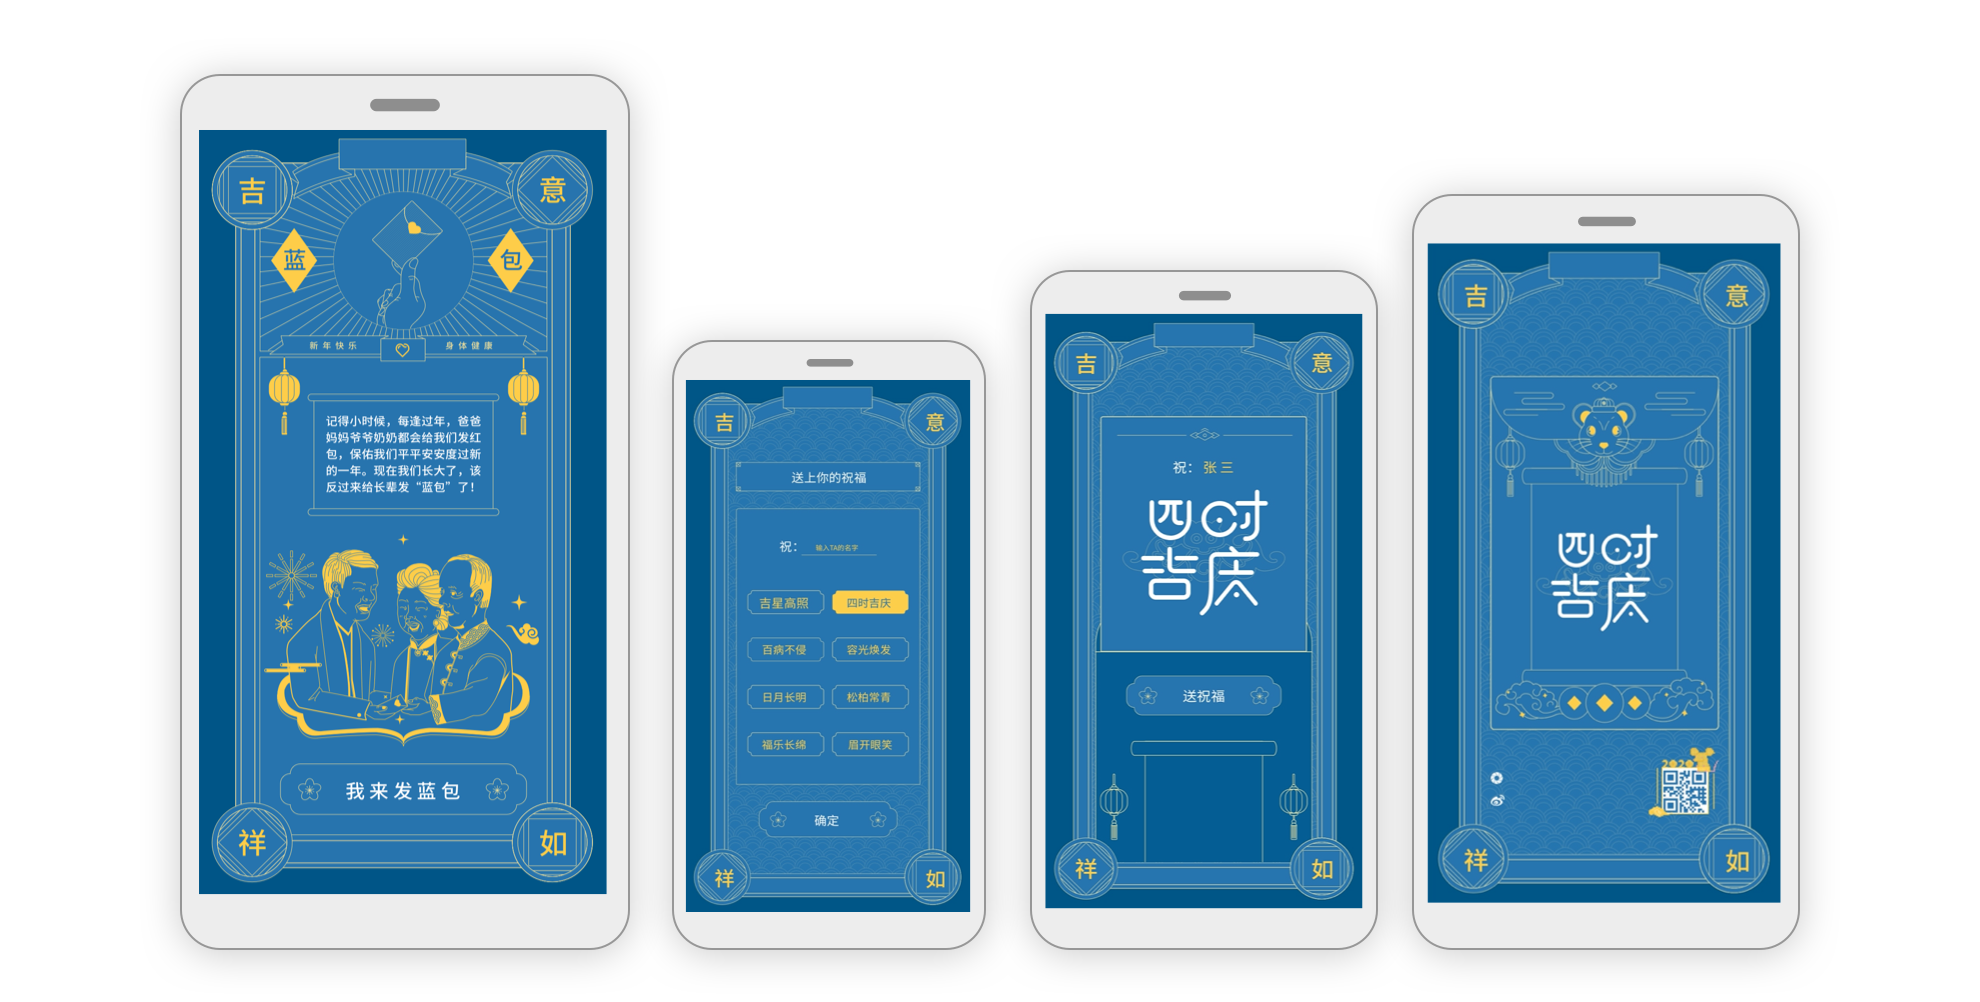 吉
意
蓝
包
新年快乐
身体健康
记得小时候，每逢过年，爸爸
妈妈爷爷奶奶都会给我们发红
包，保佑我们平平安安度过新
的一年。现在我们长大了，该
反过来给长辈发“蓝包”了！
我来发蓝包
祥
如
吉
意
送上你的祝福
祝：
输入TA的名字
吉星高照
四时吉庆
百病不侵
容光焕发
日月长明
松柏常青
福乐长绵
眉开眼笑
确定
祥
如
吉
意
祝：张三
四时
吉庆
送祝福
祥
如
吉
意
四时
吉庆
2020
祥
如